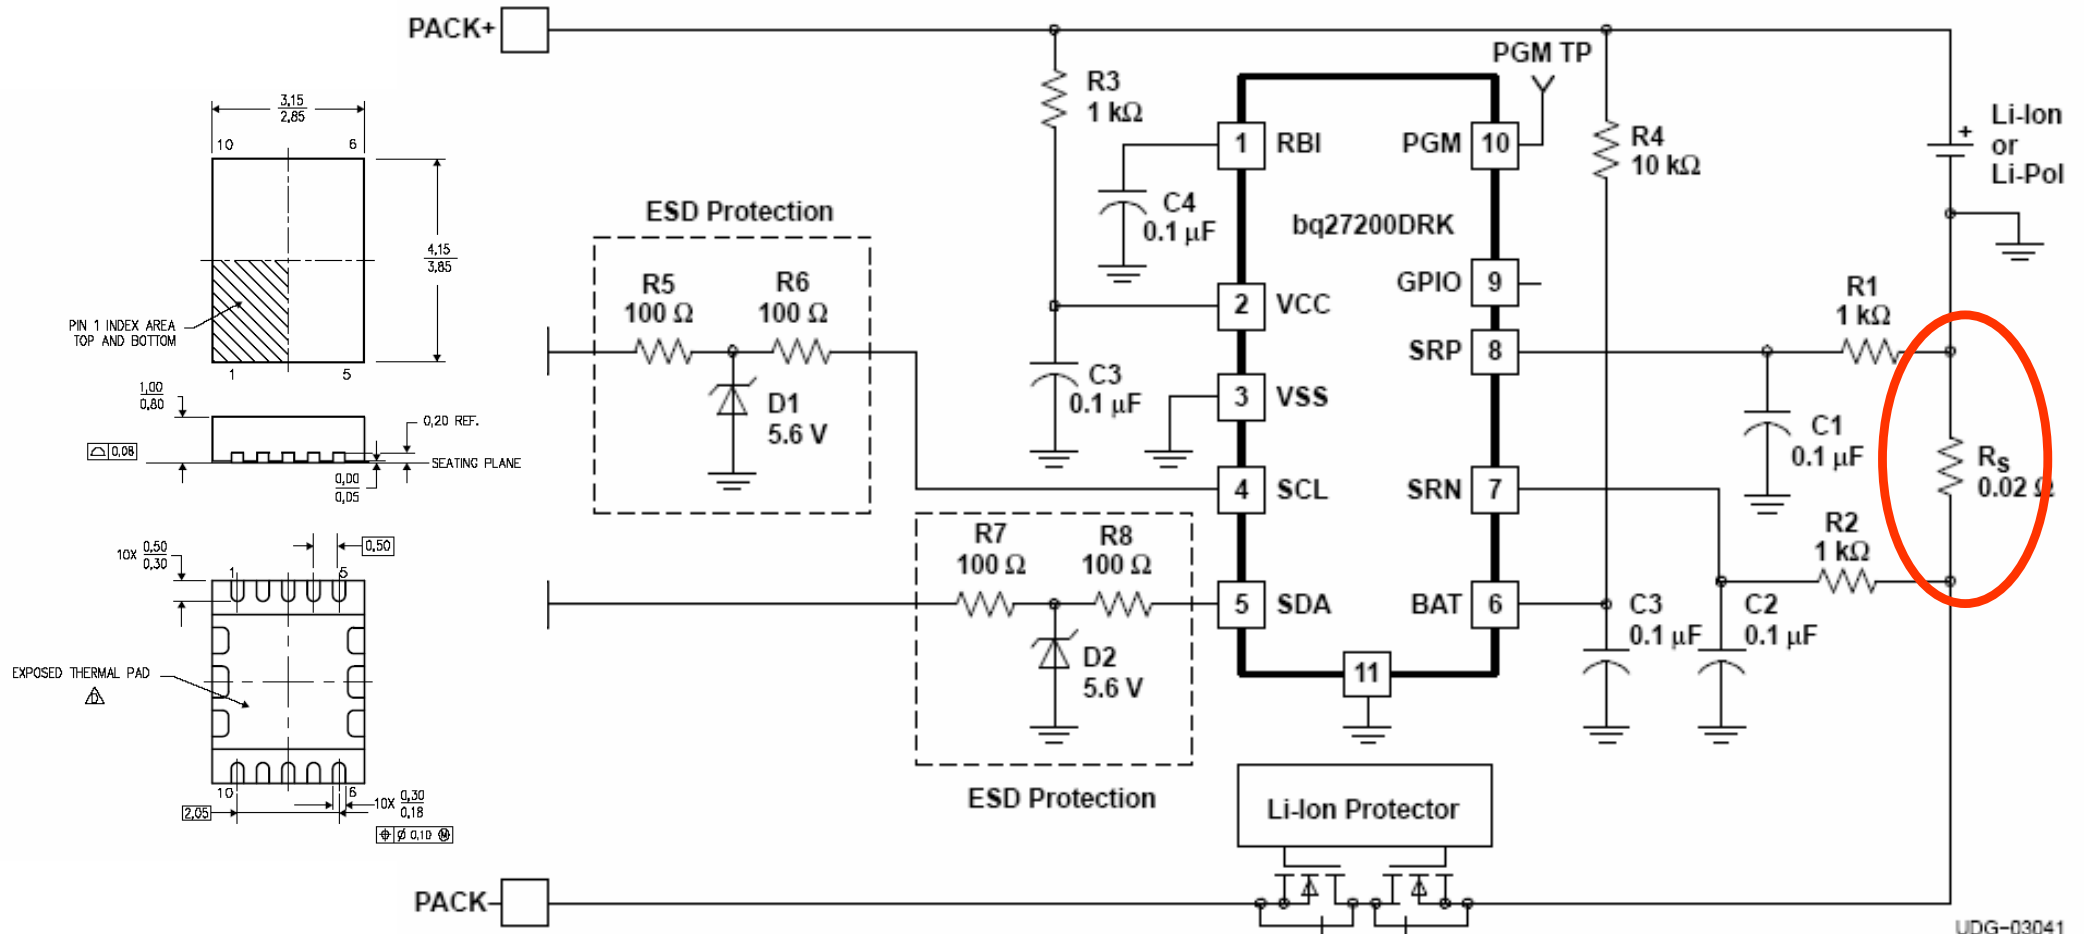 PACK+
3,15
2,85
10
6
4,15
3,85
PIN 1 INDEX AREA
TOP AND BOTTOM
1
5
1,00
0,80
0,08
0,20 REF.
SEATING PLANE
0,00
0,05
10X 0,50
0,30
0,50
1
5
EXPOSED THERMAL PAD
D
10
6
2,05
10X 0,30
0,18
⌀ 0,10 Ⓜ
ESD Protection
R5
100 Ω
R6
100 Ω
D1
5.6 V
R3
1 kΩ
C4
0.1 μF
C3
0.1 μF
R7
100 Ω
R8
100 Ω
D2
5.6 V
ESD Protection
bq27200DRK
1 RBI
2 VCC
3 VSS
4 SCL
5 SDA
PGM 10
GPIO 9
SRP 8
SRN 7
BAT 6
11
PGM TP
R4
10 kΩ
Li-Ion
or
Li-Pol
+
R1
1 kΩ
C1
0.1 μF
RS
0.02 Ω
R2
1 kΩ
C3
0.1 μF
C2
0.1 μF
Li-Ion Protector
PACK-
UDG-03041